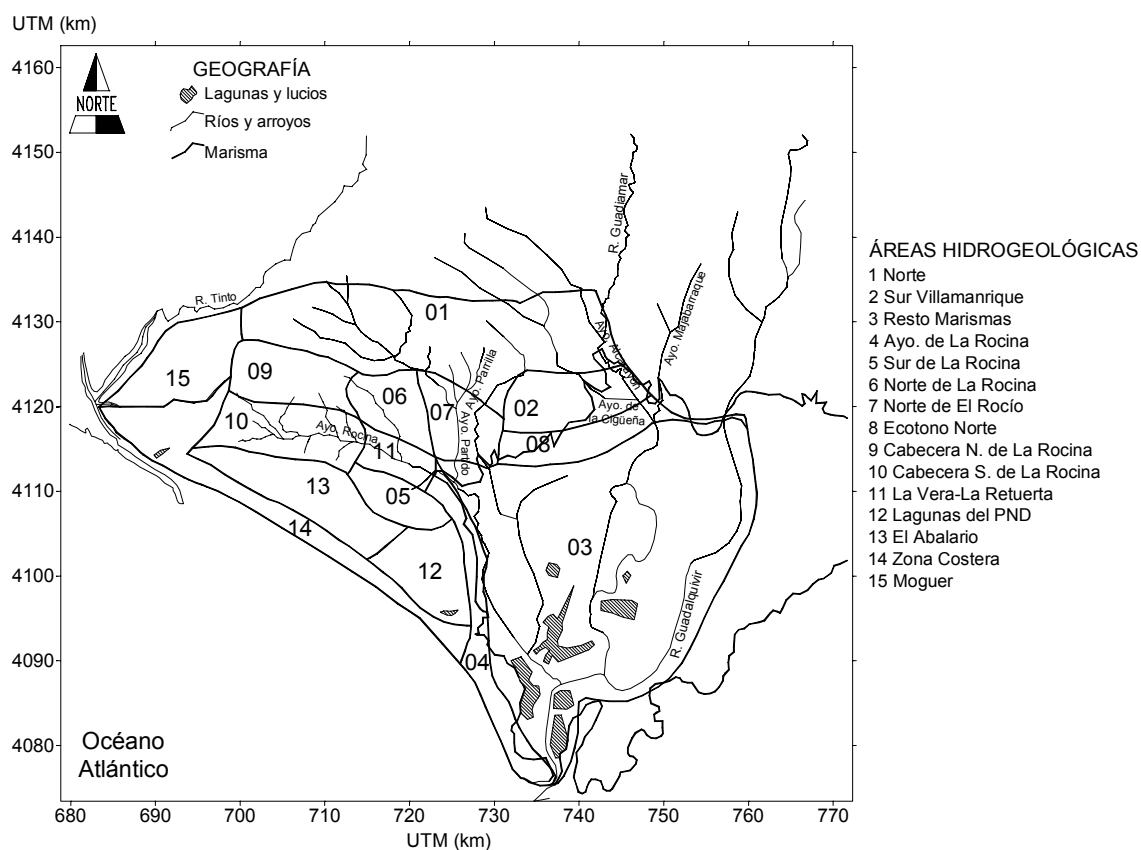 UTM (km)
4160
4150
4140
4130
4120
4110
4100
4090
4080
NORTE
GEOGRAFÍA
Lagunas y lucios
Ríos y arroyos
Marisma
R. Tinto
R. Guadiamar
Ayo. Majabarraque
Ayo. Parrilla
Ayo. Partido
Ayo. Rocina
Ayo. de
la Cigüeña
R. Guadalquivir
01
15
09
06
07
02
10
11
08
13
05
14
03
12
04
Océano
Atlántico
680
690
700
710
720
730
740
750
760
770
UTM (km)
ÁREAS HIDROGEOLÓGICAS
1 Norte
2 Sur Villamanrique
3 Resto Marismas
4 Ayo. de La Rocina
5 Sur de La Rocina
6 Norte de La Rocina
7 Norte de El Rocío
8 Ecotono Norte
9 Cabecera N. de La Rocina
10 Cabecera S. de La Rocina
11 La Vera-La Retuerta
12 Lagunas del PND
13 El Abalario
14 Zona Costera
15 Moguer